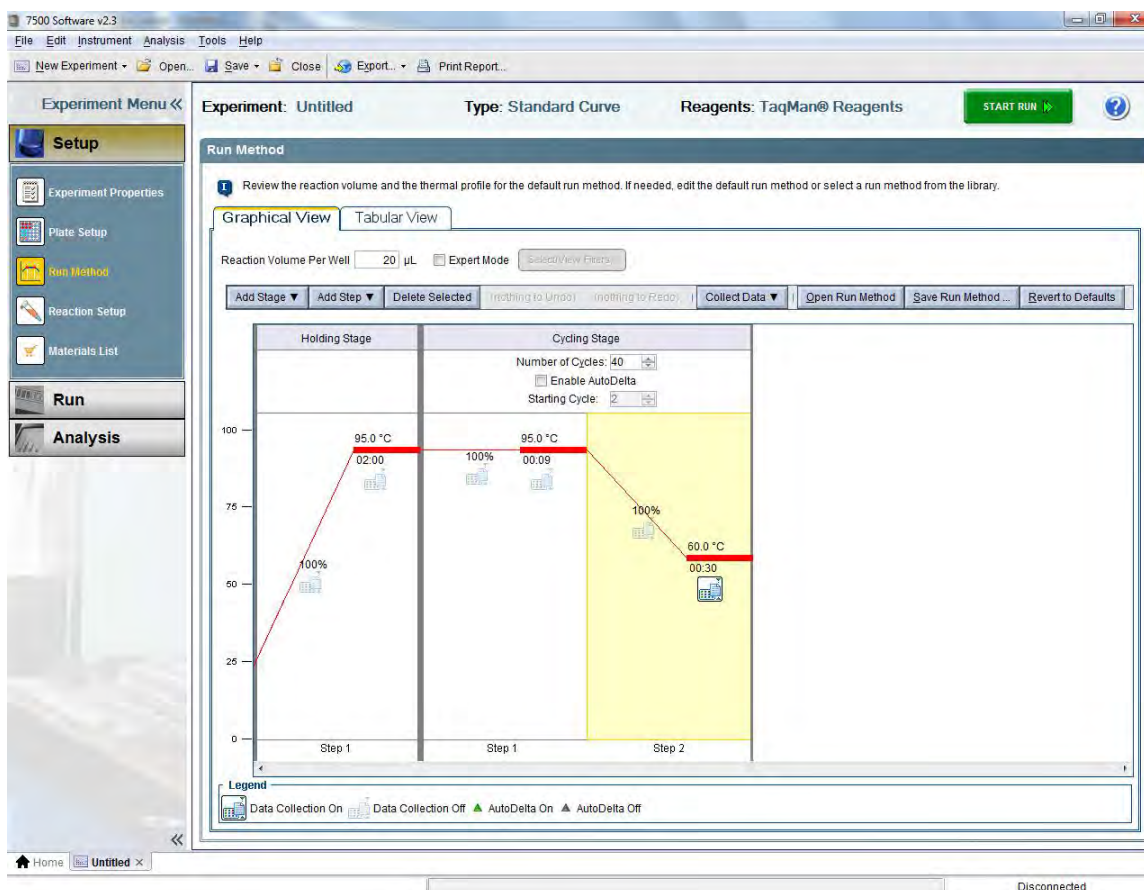 7500 Software v2.3
File Edit Instrument Analysis Tools Help
New Experiment Open... Save Close Export... Print Report...
Experiment Menu «
Experiment: Untitled Type: Standard Curve Reagents: TaqMan® Reagents START RUN ?
Setup
Experiment Properties
Plate Setup
Run Method
Reaction Setup
Materials List
Run
Analysis
Run Method
Review the reaction volume and the thermal profile for the default run method. If needed, edit the default run method or select a run method from the library.
Graphical View Tabular View
Reaction Volume Per Well 20 µL Expert Mode Select/View Filters
Add Stage ▼ Add Step ▼ Delete Selected (nothing to Undo) (nothing to Redo) Collect Data ▼ Open Run Method Save Run Method ... Revert to Defaults
Holding Stage Cycling Stage
Number of Cycles: 40
Enable AutoDelta
Starting Cycle: 2
100
95.0 °C 95.0 °C
02:00 100% 00:09
75
100%
60.0 °C
100% 00:30
50
25
0
Step 1 Step 1 Step 2
Legend
Data Collection On Data Collection Off ▲ AutoDelta On ▲ AutoDelta Off
«
Home Untitled ×
Disconnected